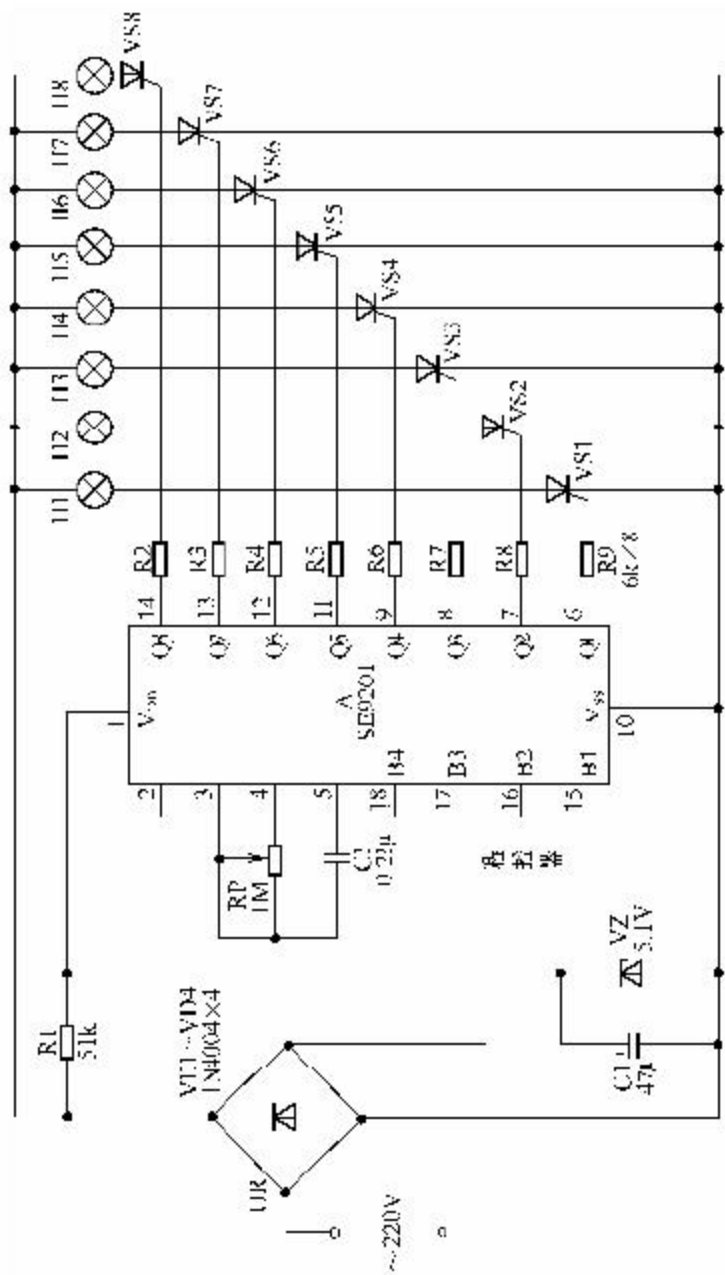 ~220V
UR
VD1~VD4
1N4004×4
R1
51k
C1
+
47μ
VZ
5.1V
RP
1M
1
2
3
4
5
18
17
16
15
B4
B3
B2
B1
A
SE9201
Vss
10
Q8
Q7
Q6
Q5
Q4
Q3
Q2
Q1
14
13
12
11
9
8
7
6
R2
R3
R4
R5
R6
R7
R8
R9
H1
H2
H3
H4
H5
H6
H7
H8
VS1
VS2
VS3
VS4
VS5
VS6
VS7
VS8